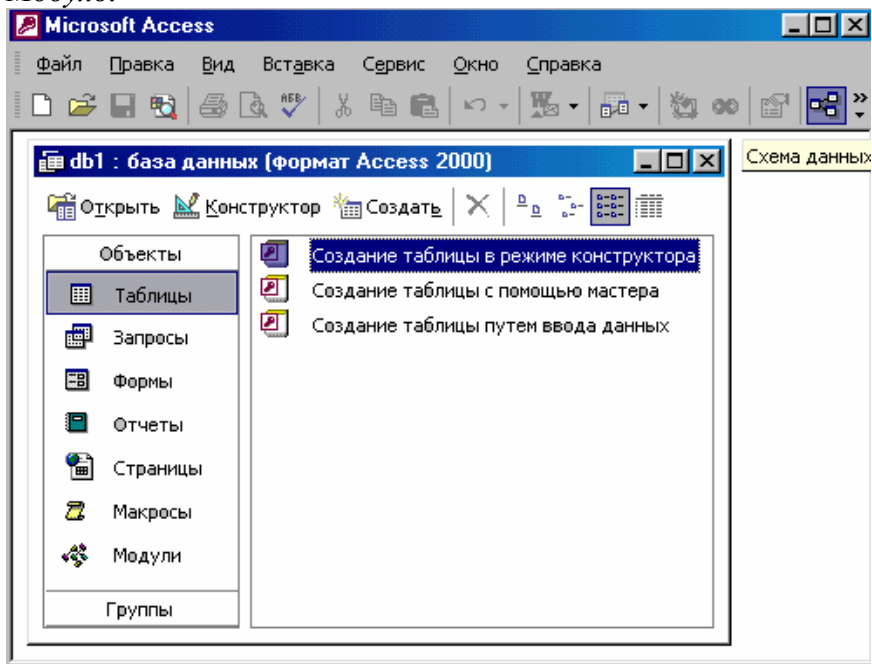 Microsoft Access
Файл Правка Вид Вставка Сервис Окно Справка
db1 : база данных (формат Access 2000)
Схема данных
Открыть Конструктор Создать
Объекты
Таблицы
Запросы
Формы
Отчеты
Страницы
Макросы
Модули
Группы
Создание таблицы в режиме конструктора
Создание таблицы с помощью мастера
Создание таблицы путем ввода данных